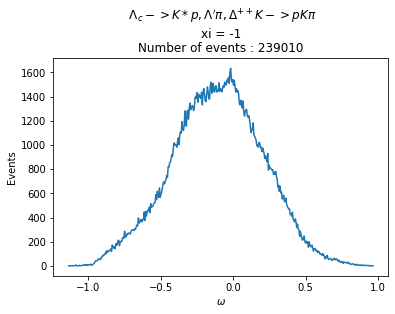 Λc −> K * p, Λ′π, Δ++K −> pKπ
xi = -1
Number of events : 239010
Events
1600
1400
1200
1000
800
600
400
200
0
−1.0 −0.5 0.0 0.5 1.0
ω